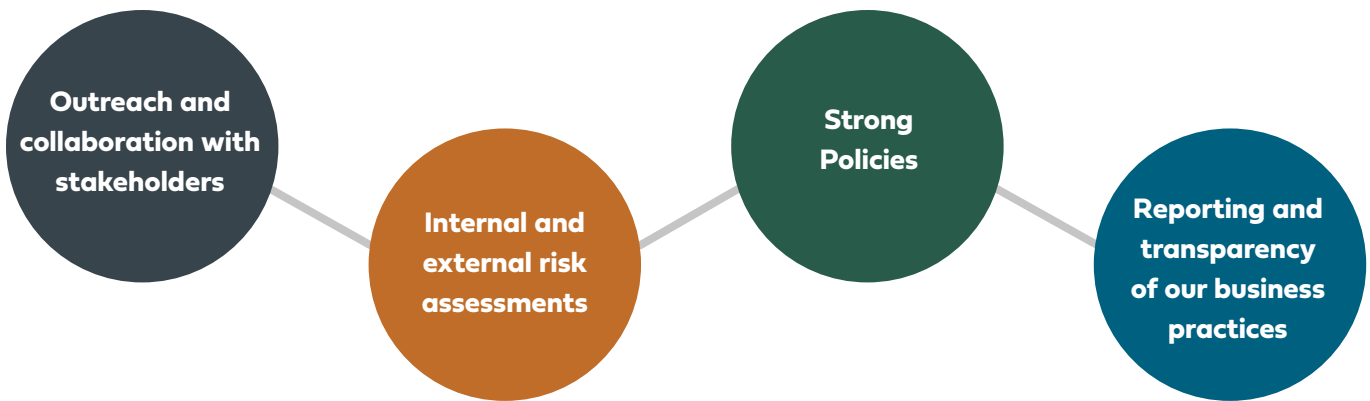 Outreach and
collaboration with
stakeholders
Internal and
external risk
assessments
Strong
Policies
Reporting and
transparency
of our business
practices